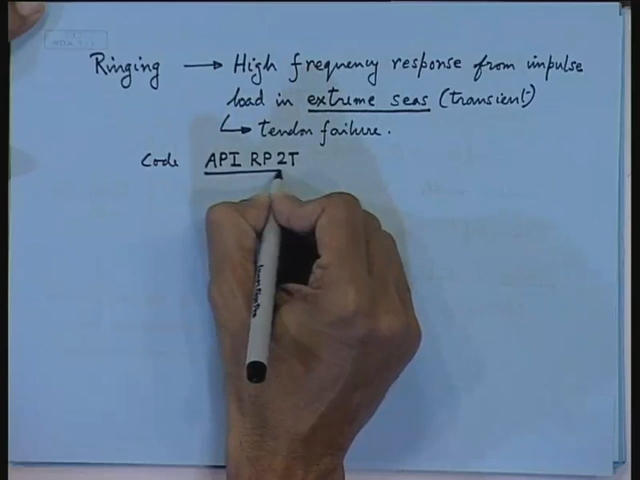 Ringing → High frequency response from impulse
load in extreme seas (transient)
↳ tendon failure.
Code API RP 2T